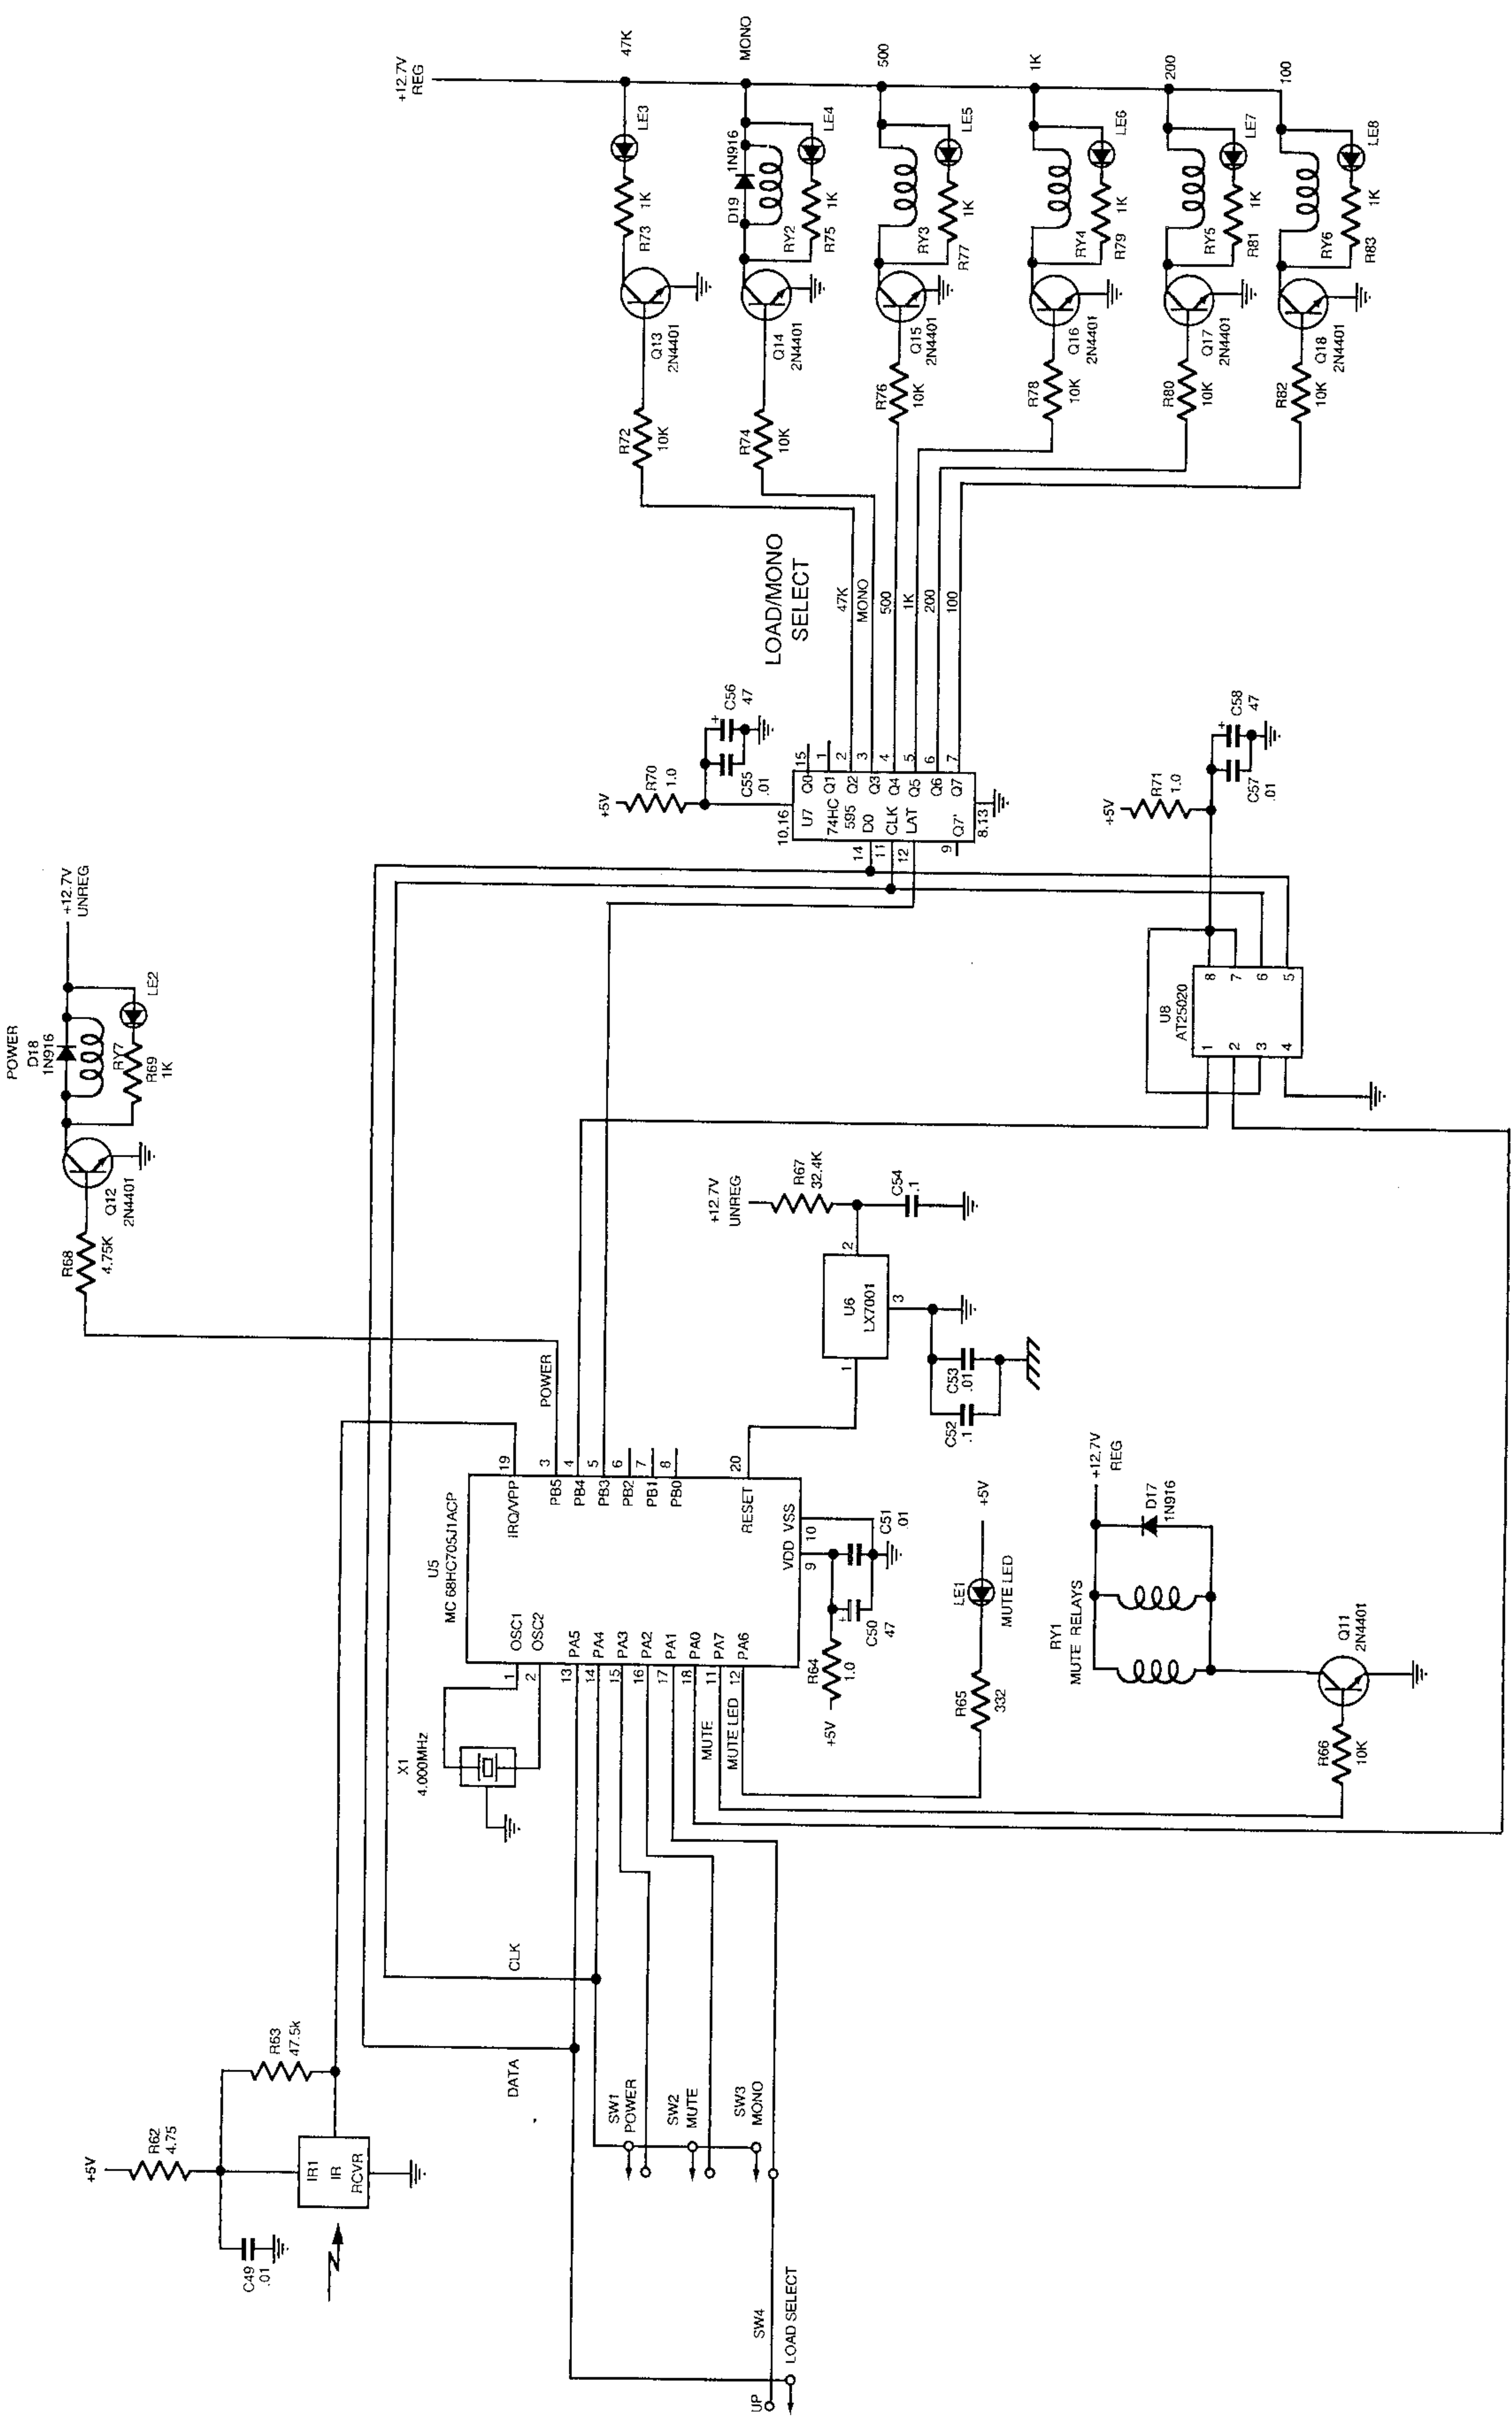 +5V
R62
4.75
R63
47.5k
C49
.01
IR1
IR
RCVR
DATA
CLK
SW1
POWER
SW2
MUTE
SW3
MONO
SW4
UP
LOAD SELECT
X1
4.000MHz
U5
MC 68HC705J1ACP
1
OSC1
2
OSC2
13
PA5
14
PA4
15
PA3
16
PA2
17
PA1
18
PA0
11
PA7
12
PA6
MUTE
MUTE LED
19
IRQ/VPP
3
PB5
4
PB4
5
PB3
6
PB2
7
PB1
8
PB0
20
RESET
VDD
VSS
9
10
POWER
+5V
R64
1.0
C50
47
+
C51
.01
R65
332
LE1
MUTE LED
+5V
RY1
MUTE RELAYS
+12.7V
REG
D17
1N916
Q11
2N4401
R66
10K
U6
LX7001
1
2
3
C52
.1
C53
.01
+12.7V
UNREG
R67
32.4K
C54
.1
R68
4.75K
Q12
2N4401
POWER
D18
1N916
RY7
R69
1K
LE2
+12.7V
UNREG
U8
AT25020
1
2
3
4
8
7
6
5
+5V
R71
1.0
C57
.01
C58
47
+
+5V
R70
1.0
C55
.01
C56
47
+
10.16
U7
74HC
595
14
D0
11
CLK
12
LAT
9
Q7'
8.13
Q0
15
Q1
1
Q2
2
Q3
3
Q4
4
Q5
5
Q6
6
Q7
7
LOAD/MONO
SELECT
47K
MONO
500
1K
200
100
R72
10K
Q13
2N4401
R73
1K
LE3
47K
R74
10K
Q14
2N4401
D19
1N916
RY2
R75
1K
LE4
MONO
R76
10K
Q15
2N4401
RY3
R77
1K
LE5
500
R78
10K
Q16
2N4401
RY4
R79
1K
LE6
1K
R80
10K
Q17
2N4401
RY5
R81
1K
LE7
200
R82
10K
Q18
2N4401
RY6
R83
1K
LE8
100
+12.7V
REG